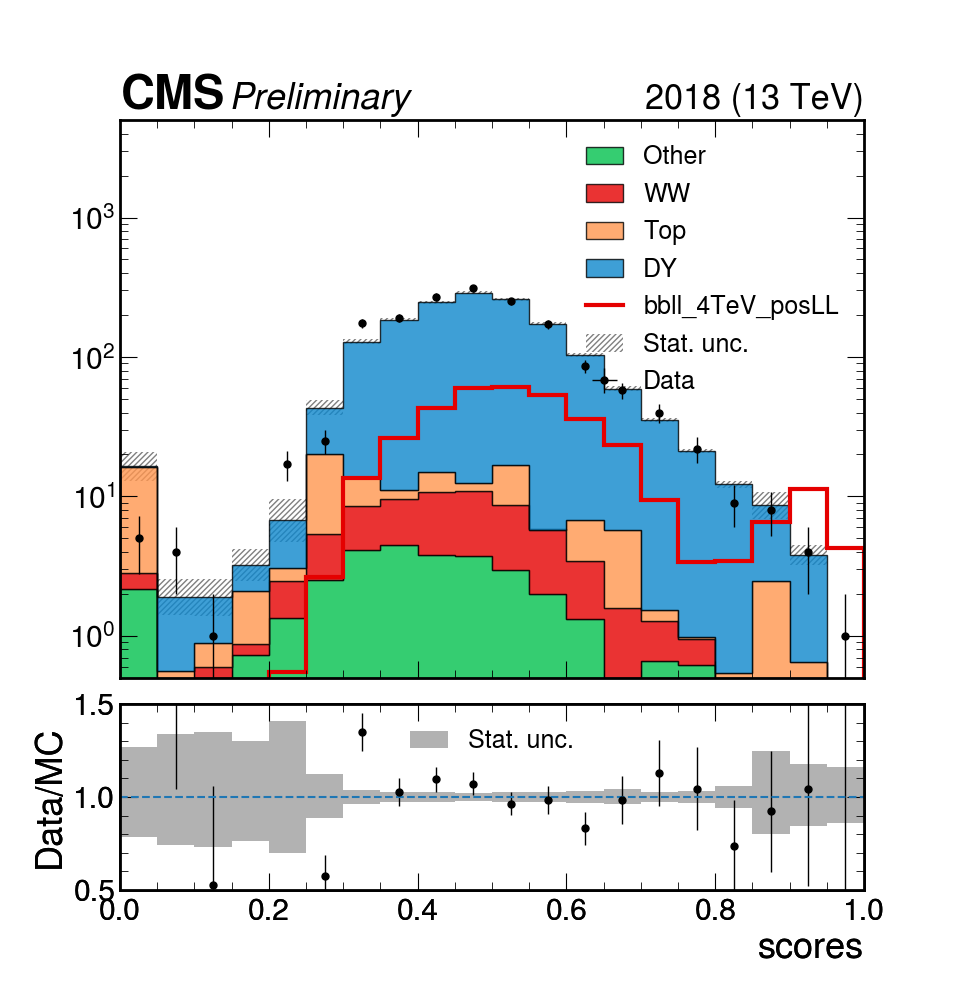 CMS Preliminary 2018 (13 TeV)
Other
WW
Top
DY
bbll_4TeV_posLL
Stat. unc.
Data
10³
10²
10¹
10⁰
1.5
Stat. unc.
1.0
0.5
Data/MC
0.0 0.2 0.4 0.6 0.8 1.0
scores